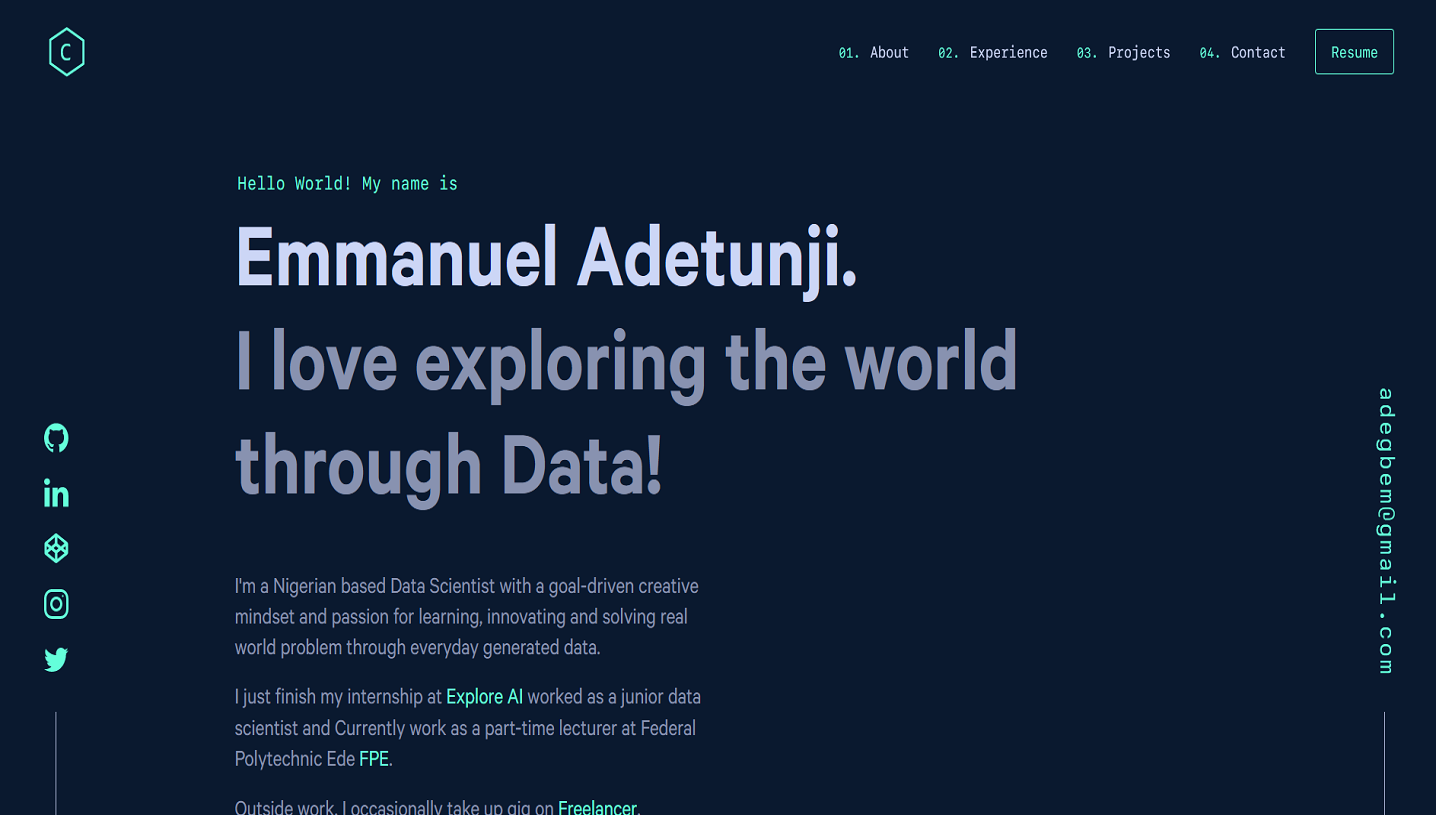 C
01. About 02. Experience 03. Projects 04. Contact Resume
Hello World! My name is
Emmanuel Adetunji.
I love exploring the world
through Data!
in
adegbem@gmail.com
I'm a Nigerian based Data Scientist with a goal-driven creative
mindset and passion for learning, innovating and solving real
world problem through everyday generated data.
I just finish my internship at Explore AI worked as a junior data
scientist and Currently work as a part-time lecturer at Federal
Polytechnic Ede FPE.
Outside work, I occasionally take up gig on Freelancer.